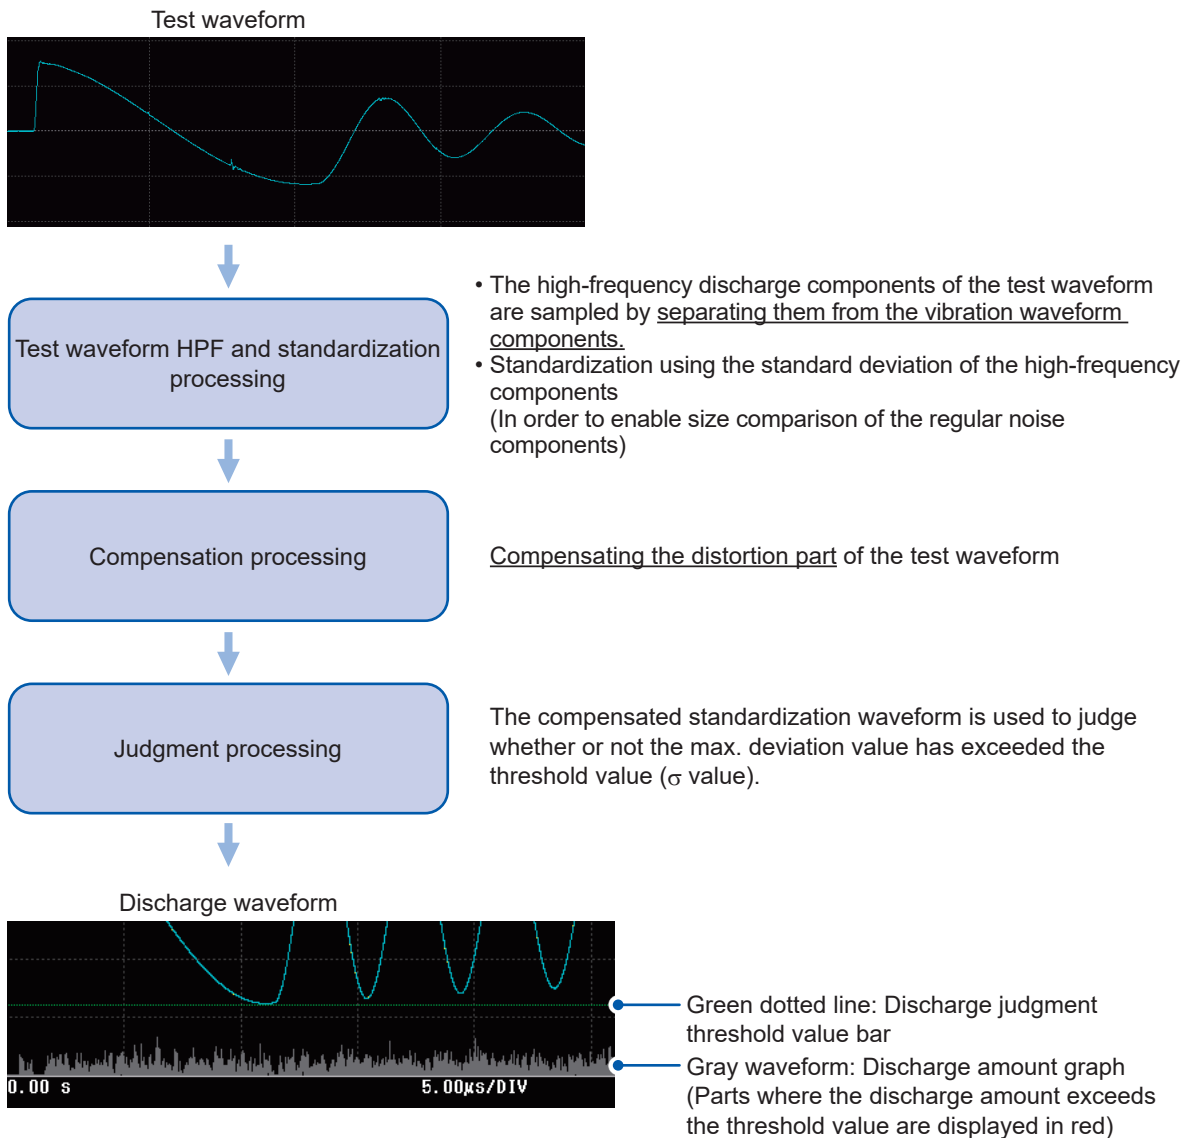 Test waveform
Test waveform HPF and standardization
processing
• The high-frequency discharge components of the test waveform
are sampled by separating them from the vibration waveform
components.
• Standardization using the standard deviation of the high-frequency
components
(In order to enable size comparison of the regular noise
components)
Compensation processing
Compensating the distortion part of the test waveform
Judgment processing
The compensated standardization waveform is used to judge
whether or not the max. deviation value has exceeded the
threshold value (σ value).
Discharge waveform
0.00 s
5.00μs/DIV
Green dotted line: Discharge judgment
threshold value bar
Gray waveform: Discharge amount graph
(Parts where the discharge amount exceeds
the threshold value are displayed in red)